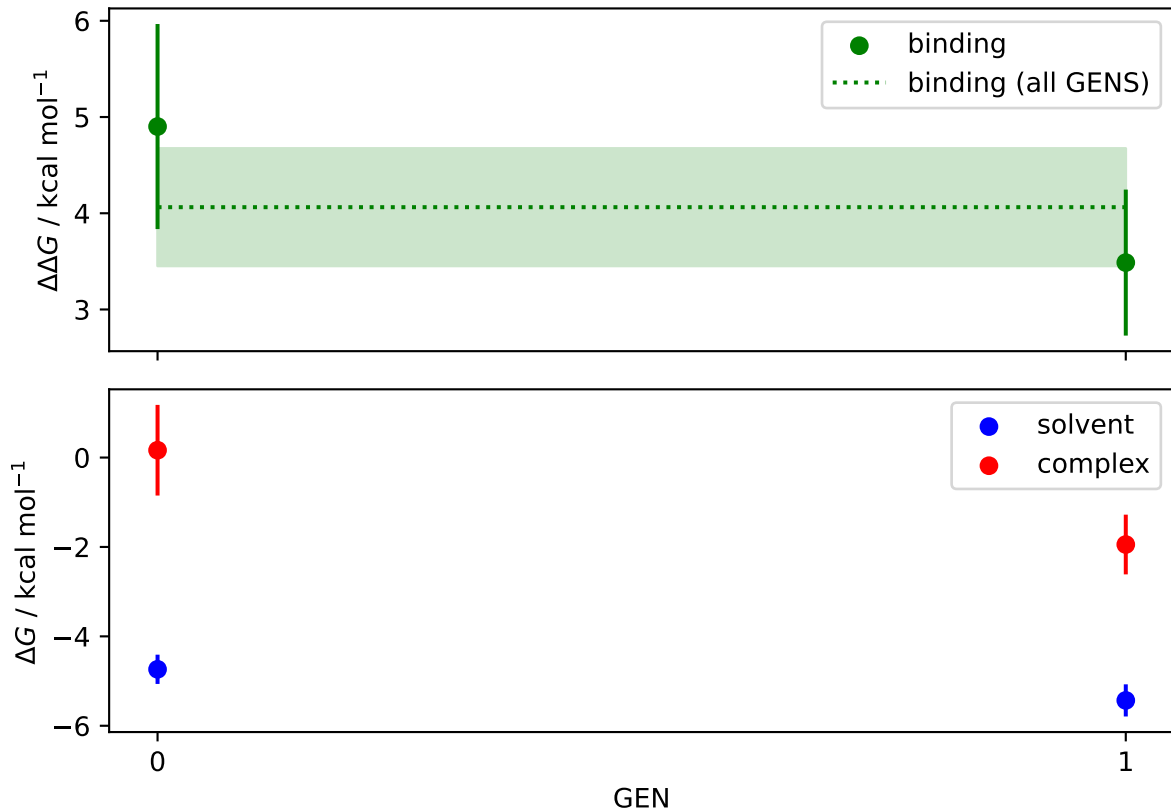 6
5
4
3
ΔΔG / kcal mol⁻¹
binding
binding (all GENS)
0
−2
−4
−6
ΔG / kcal mol⁻¹
solvent
complex
0
1
GEN